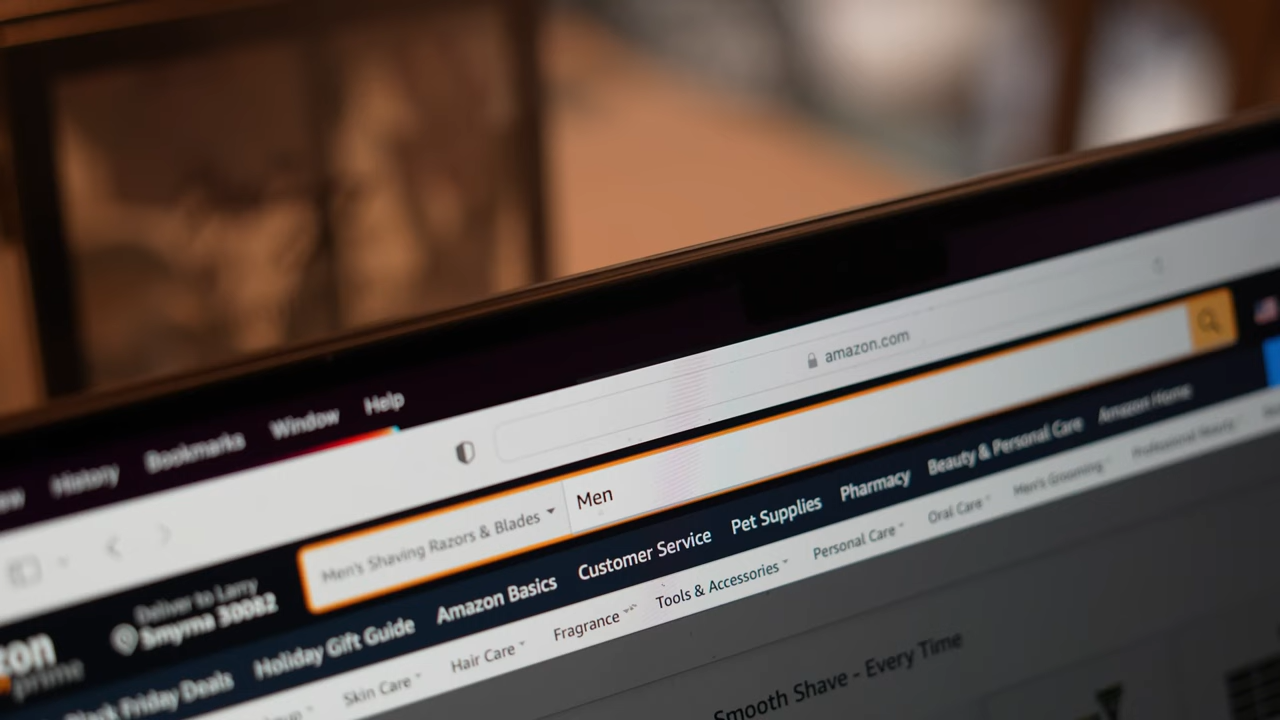 History Bookmarks Window Help
amazon.com
Men's Shaving Razors & Blades Men
Deliver to Larry
Smyrna 30082
zon
prime
Black Friday Deals Holiday Gift Guide Amazon Basics Customer Service Pet Supplies Pharmacy Beauty & Personal Care Amazon Home
Skin Care Hair Care Fragrance Tools & Accessories Personal Care Oral Care Men's Grooming Professional Beauty
Smooth Shave - Every Time